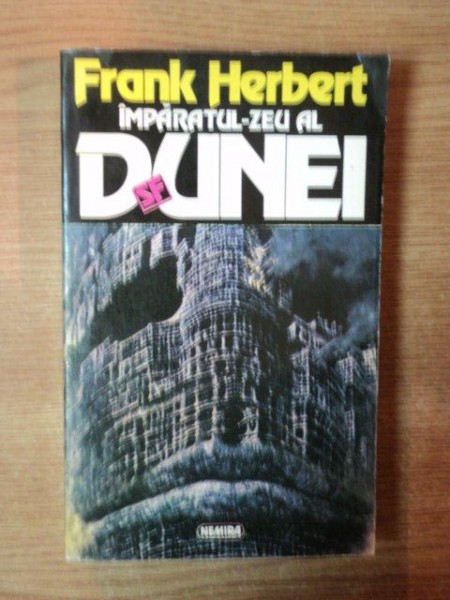 Frank Herbert
ÎMPĂRATUL-ZEU AL
DUNEI
SF
NEMIRA